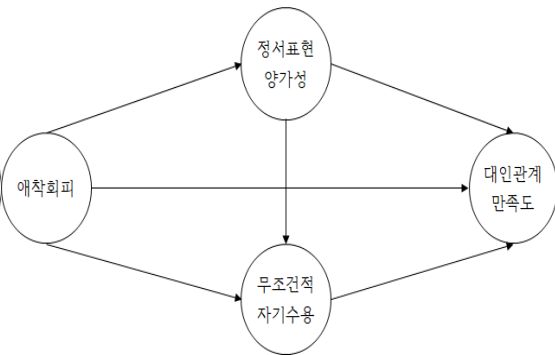 정서표현
양가성
애착회피
대인관계
만족도
무조건적
자기수용